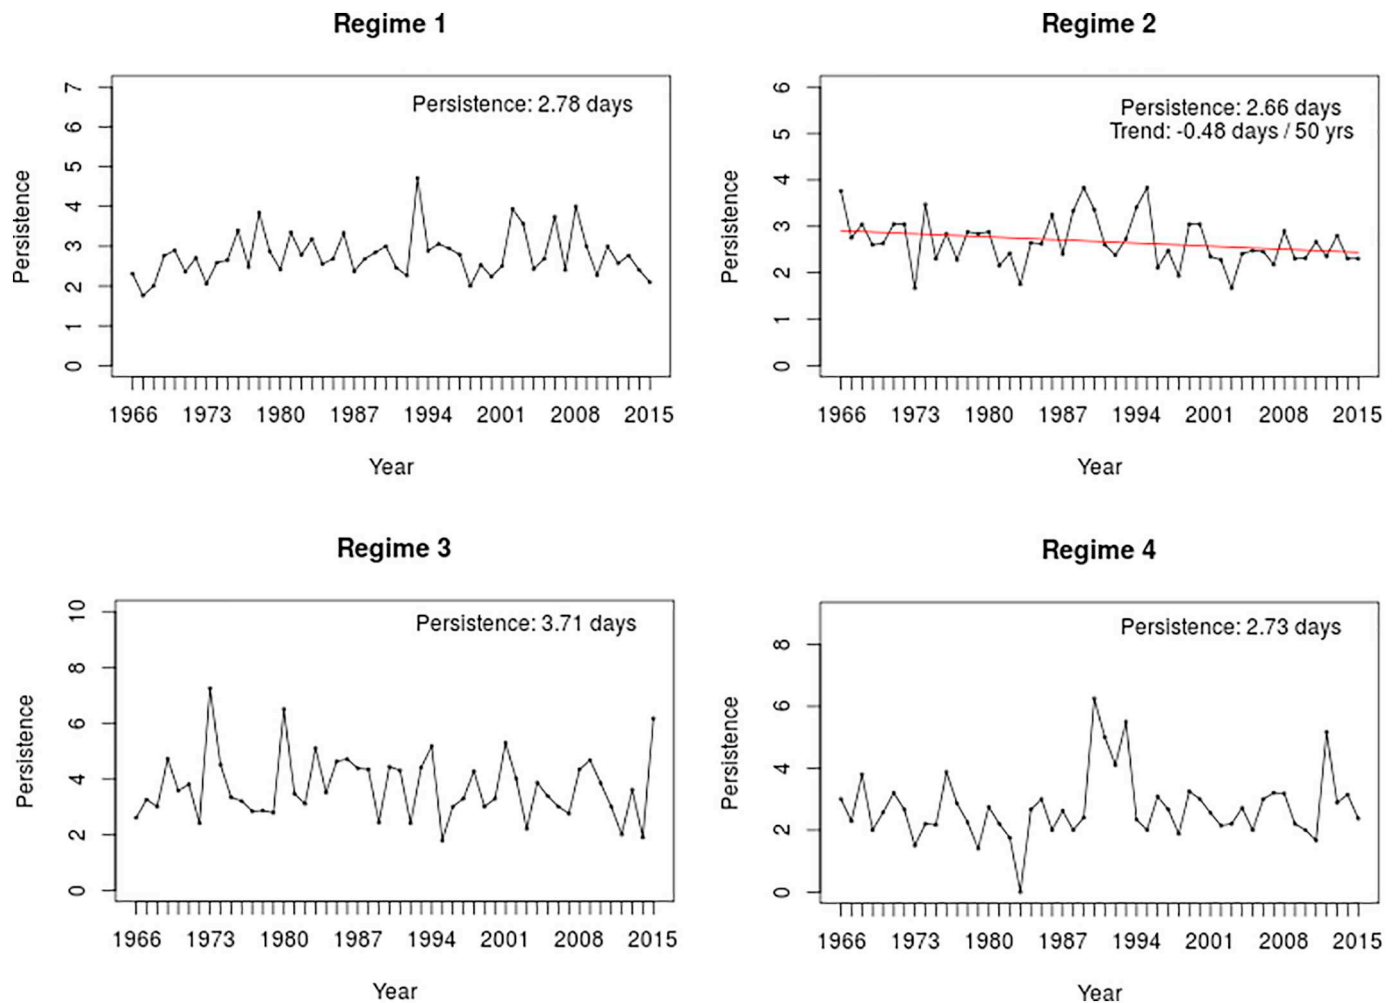 Regime 1
Persistence: 2.78 days
Persistence
7
6
5
4
3
2
1
0
1966 1973 1980 1987 1994 2001 2008 2015
Year
Regime 2
Persistence: 2.66 days
Trend: -0.48 days / 50 yrs
Persistence
6
5
4
3
2
1
0
1966 1973 1980 1987 1994 2001 2008 2015
Year
Regime 3
Persistence: 3.71 days
Persistence
10
8
6
4
2
0
1966 1973 1980 1987 1994 2001 2008 2015
Year
Regime 4
Persistence: 2.73 days
Persistence
8
6
4
2
0
1966 1973 1980 1987 1994 2001 2008 2015
Year